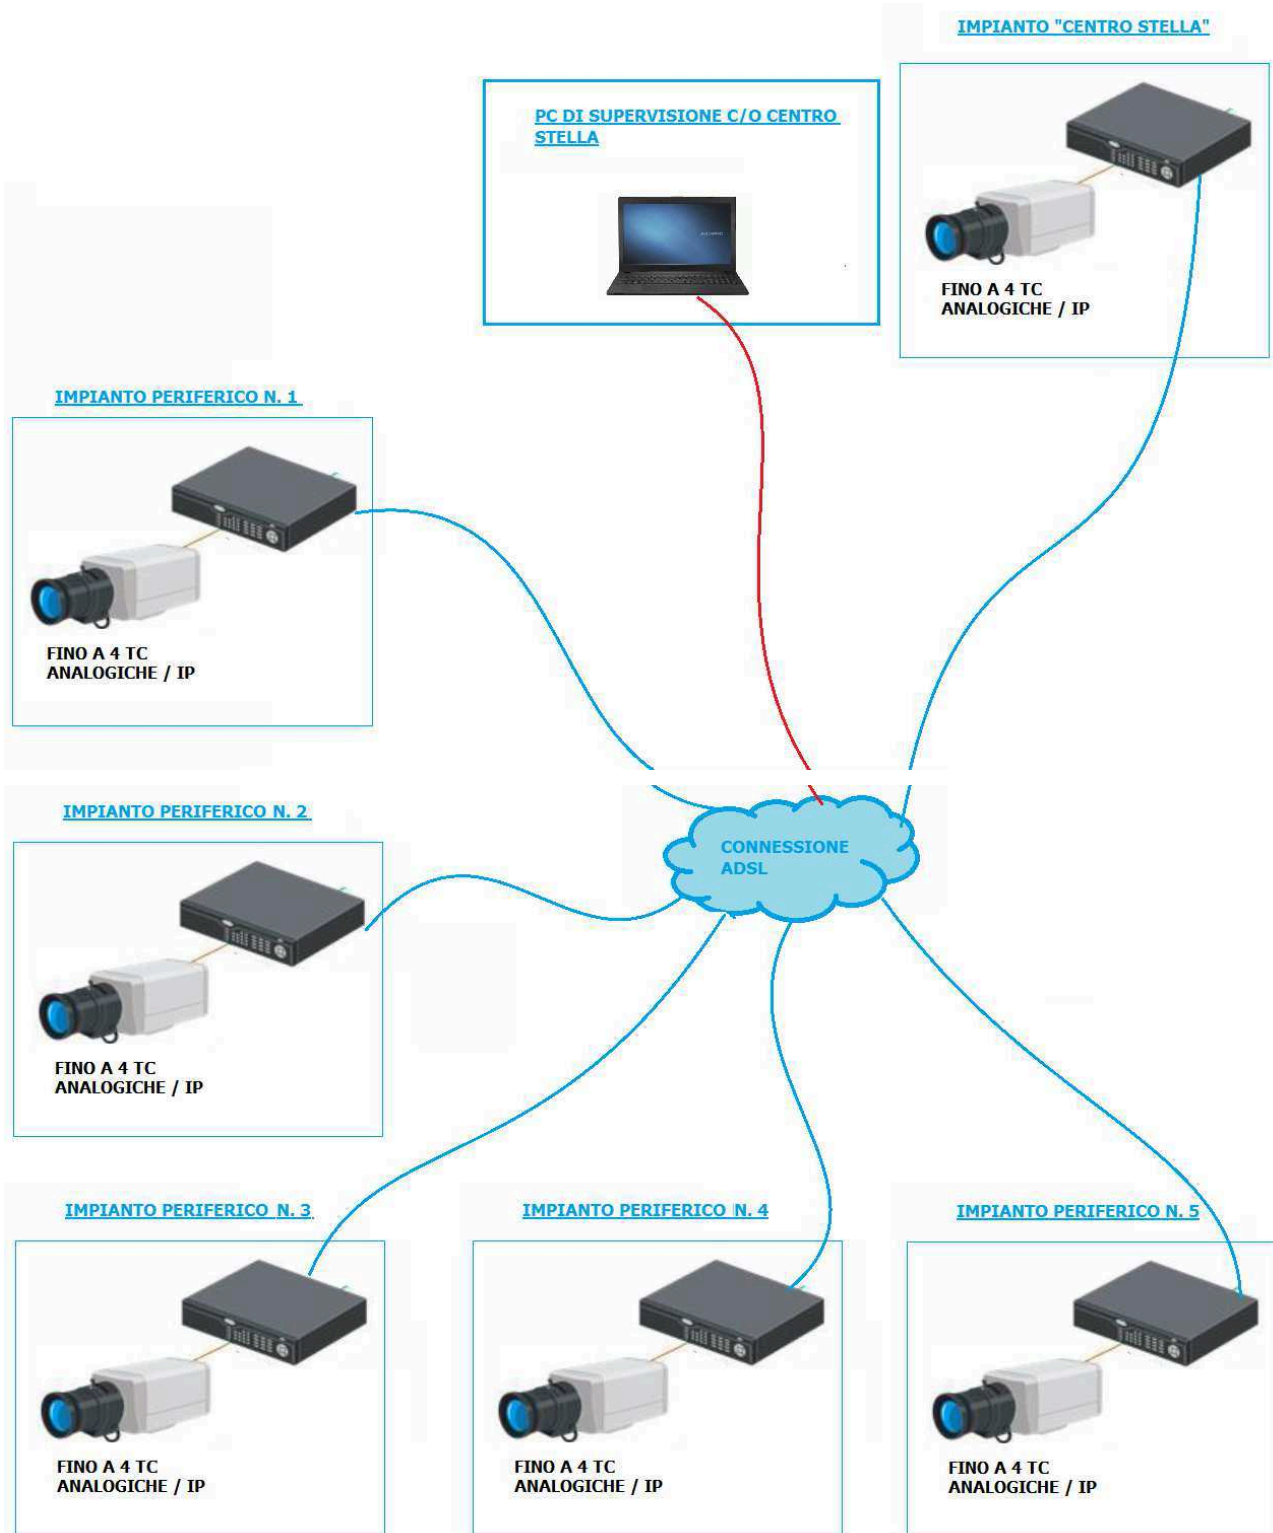 IMPIANTO "CENTRO STELLA"
PC DI SUPERVISIONE C/O CENTRO
STELLA
FINO A 4 TC
ANALOGICHE / IP
IMPIANTO PERIFERICO N. 1
FINO A 4 TC
ANALOGICHE / IP
IMPIANTO PERIFERICO N. 2
CONNESSIONE
ADSL
FINO A 4 TC
ANALOGICHE / IP
IMPIANTO PERIFERICO N. 3
IMPIANTO PERIFERICO N. 4
IMPIANTO PERIFERICO N. 5
FINO A 4 TC
ANALOGICHE / IP
FINO A 4 TC
ANALOGICHE / IP
FINO A 4 TC
ANALOGICHE / IP